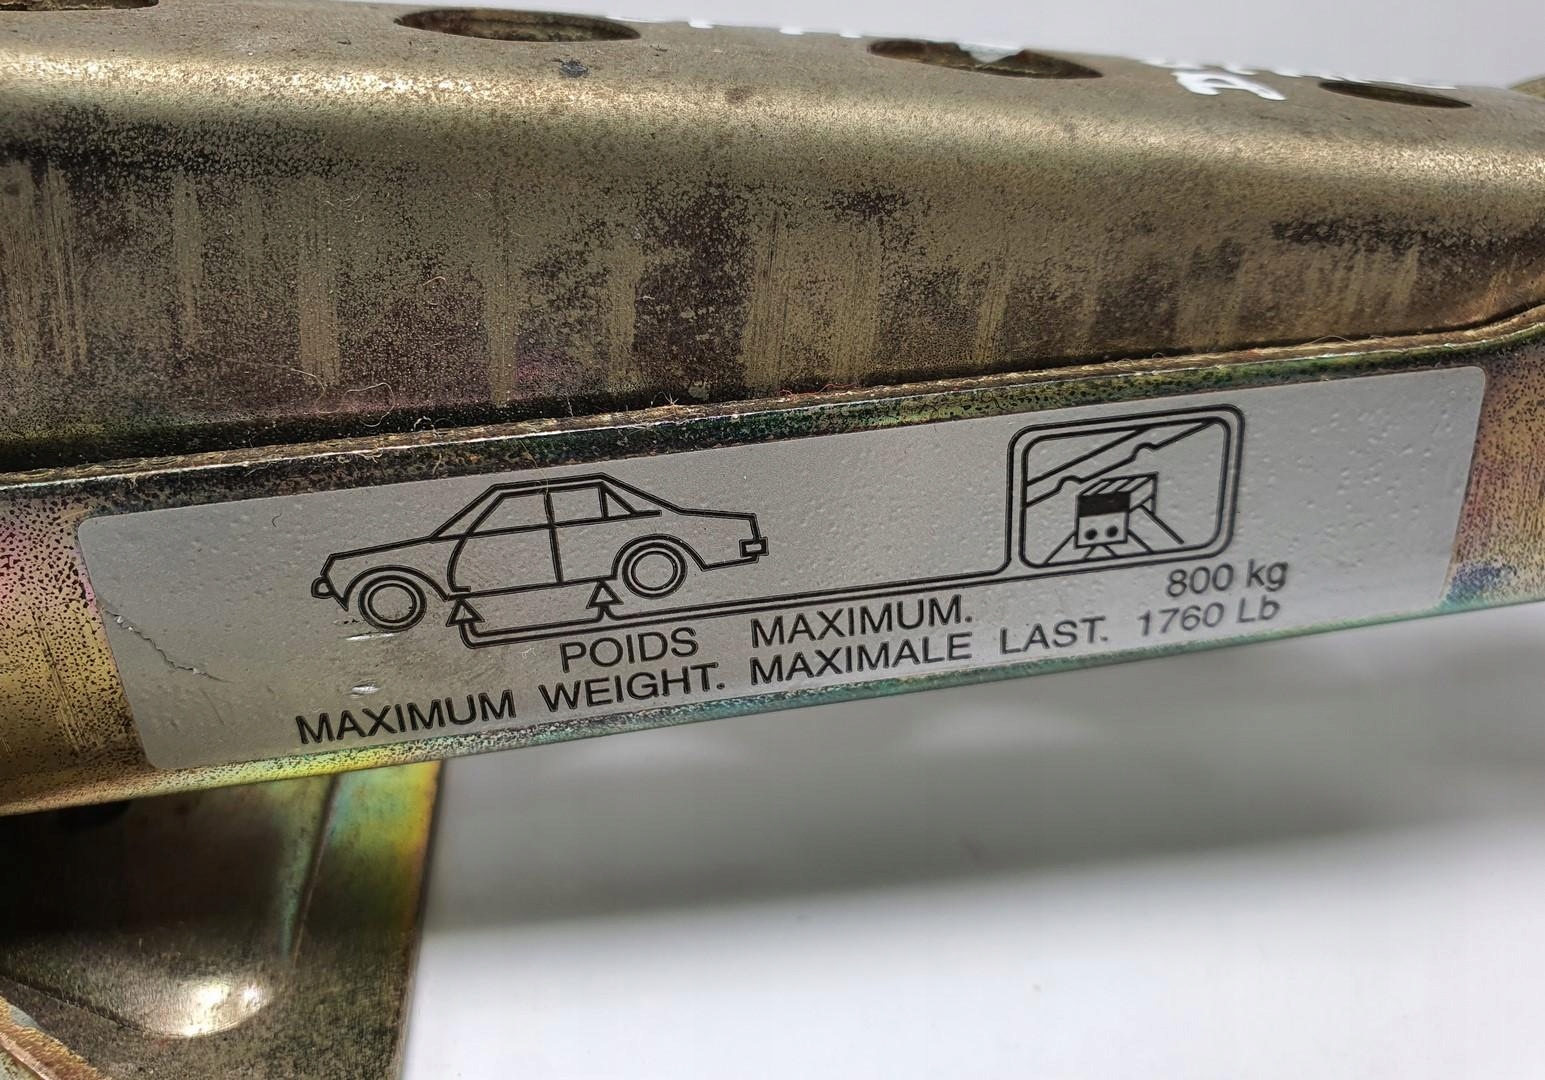 800 kg
POIDS MAXIMUM.
MAXIMUM WEIGHT. MAXIMALE LAST. 1760 Lb